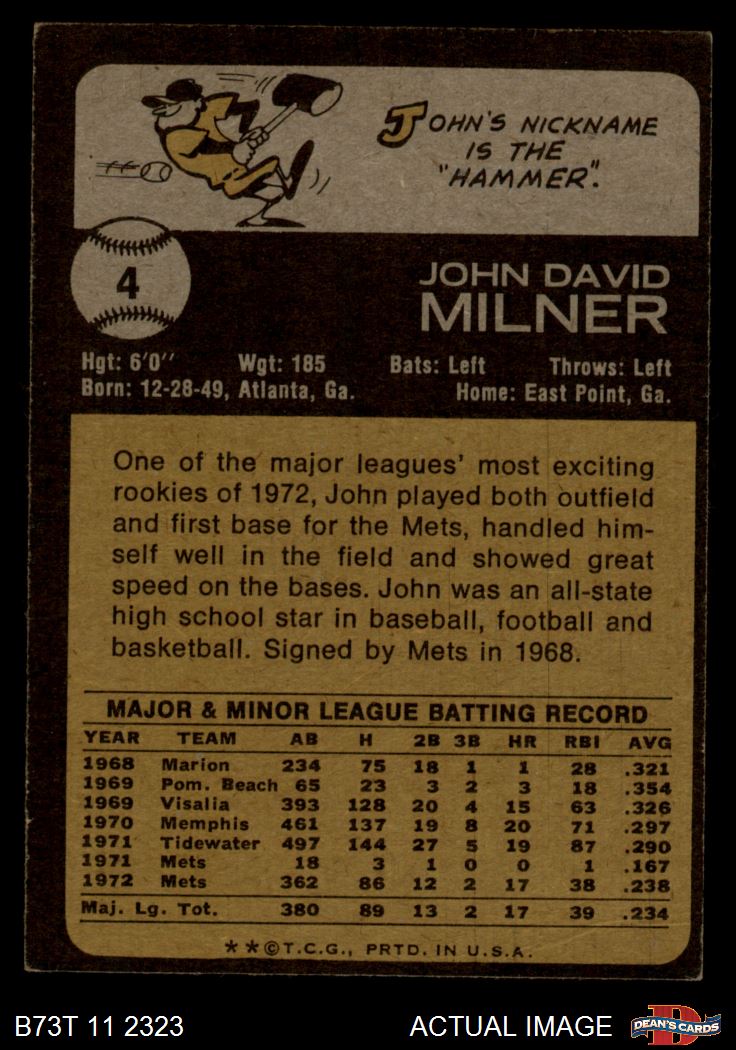 JOHN'S NICKNAME
IS THE
"HAMMER".
4
JOHN DAVID
MILNER
Hgt: 6'0" Wgt: 185 Bats: Left Throws: Left
Born: 12-28-49, Atlanta, Ga. Home: East Point, Ga.
One of the major leagues' most exciting
rookies of 1972, John played both outfield
and first base for the Mets, handled him-
self well in the field and showed great
speed on the bases. John was an all-state
high school star in baseball, football and
basketball. Signed by Mets in 1968.
MAJOR & MINOR LEAGUE BATTING RECORD
YEAR TEAM AB H 2B 3B HR RBI AVG
1968 Marion 234 75 18 1 1 28 .321
1969 Pom. Beach 65 23 3 2 3 18 .354
1969 Visalia 393 128 20 4 15 63 .326
1970 Memphis 461 137 19 8 20 71 .297
1971 Tidewater 497 144 27 5 19 87 .290
1971 Mets 18 3 1 0 0 1 .167
1972 Mets 362 86 12 2 17 38 .238
Maj. Lg. Tot. 380 89 13 2 17 39 .234
**©T.C.G., PRTD. IN U.S.A.
B73T 11 2323 ACTUAL IMAGE DEAN'S CARDS